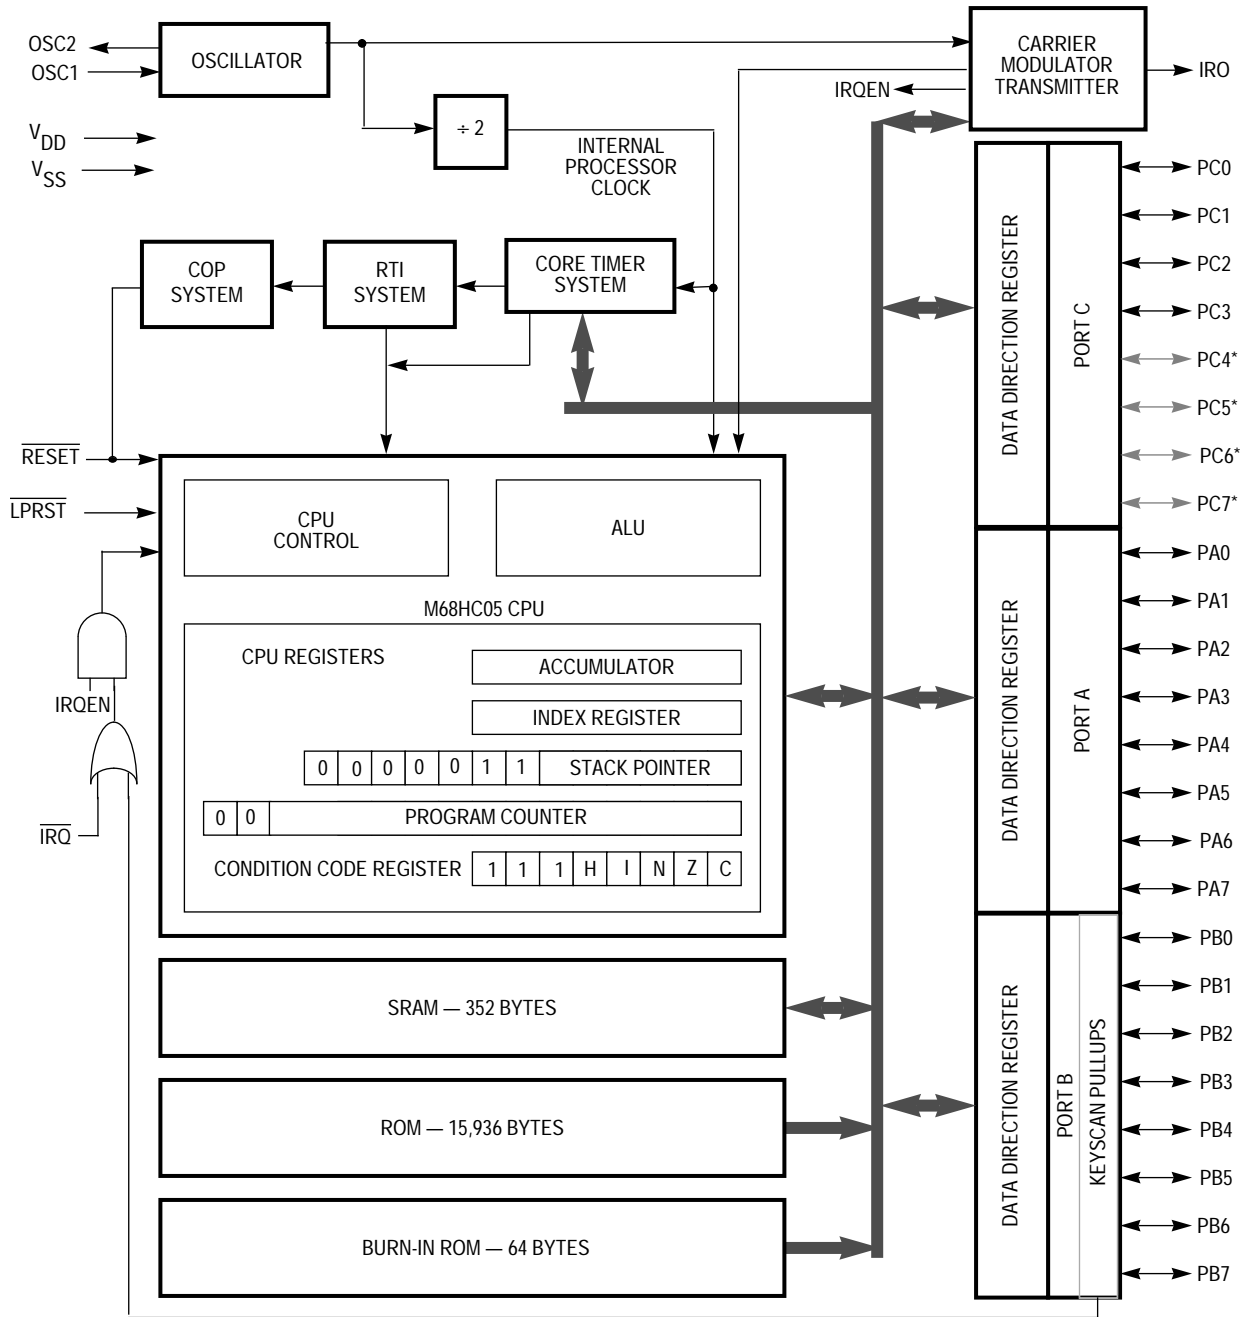 OSC2
OSC1
VDD
VSS
OSCILLATOR
÷ 2
INTERNAL
PROCESSOR
CLOCK
CARRIER
MODULATOR
TRANSMITTER
IRO
IRQEN
COP
SYSTEM
RTI
SYSTEM
CORE TIMER
SYSTEM
RESET
LPRST
IRQEN
IRQ
CPU
CONTROL
ALU
M68HC05 CPU
CPU REGISTERS
ACCUMULATOR
INDEX REGISTER
0 0 0 0 0 1 1 STACK POINTER
0 0 PROGRAM COUNTER
CONDITION CODE REGISTER 1 1 1 H I N Z C
SRAM — 352 BYTES
ROM — 15,936 BYTES
BURN-IN ROM — 64 BYTES
DATA DIRECTION REGISTER
PORT C
PC0
PC1
PC2
PC3
PC4*
PC5*
PC6*
PC7*
DATA DIRECTION REGISTER
PORT A
PA0
PA1
PA2
PA3
PA4
PA5
PA6
PA7
DATA DIRECTION REGISTER
PORT B
KEYSCAN PULLUPS
PB0
PB1
PB2
PB3
PB4
PB5
PB6
PB7